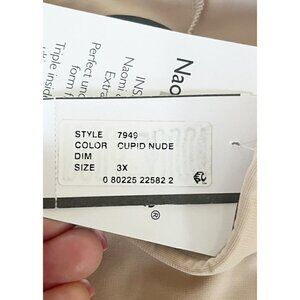 Nao
INS
Naomi
Extra
Perfect un
form f
Triple insid
STYLE 7949
COLOR CUPID NUDE
DIM
SIZE 3X
0 80225 22582 2